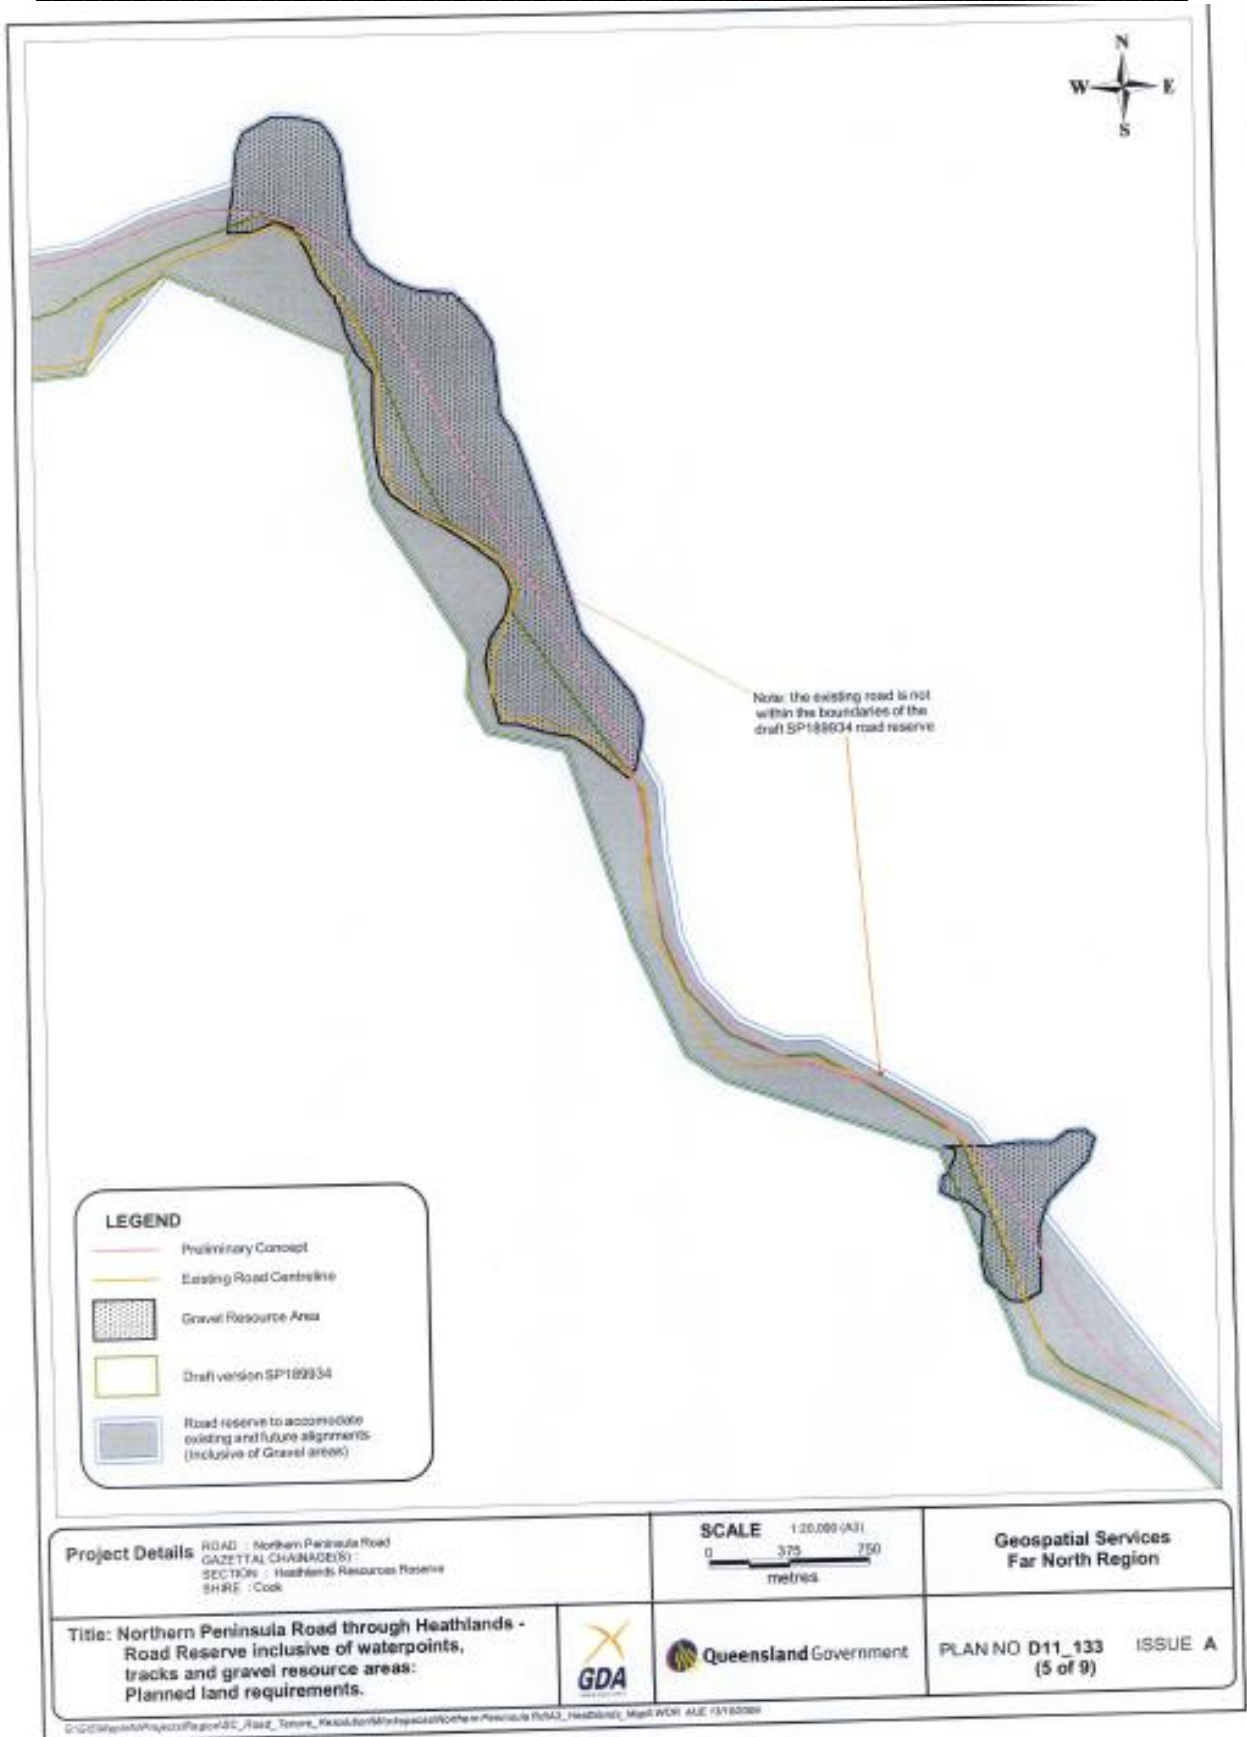 N
W E
S
Note: the existing road is not
within the boundaries of the
draft SP189934 road reserve
LEGEND
Preliminary Concept
Existing Road Centreline
Gravel Resource Area
Draft version SP189934
Road reserve to accomodate
existing and future alignments
(Inclusive of Gravel areas)
Project Details
ROAD : Northern Peninsula Road
GAZETTAL CHAINAGE(S) :
SECTION : Heathlands Resources Reserve
SHIRE : Cook
SCALE 1:20,000 (A3)
0 375 750
metres
Geospatial Services
Far North Region
Title: Northern Peninsula Road through Heathlands -
Road Reserve inclusive of waterpoints,
tracks and gravel resource areas:
Planned land requirements.
GDA
Queensland Government
PLAN NO D11_133 ISSUE A
(5 of 9)